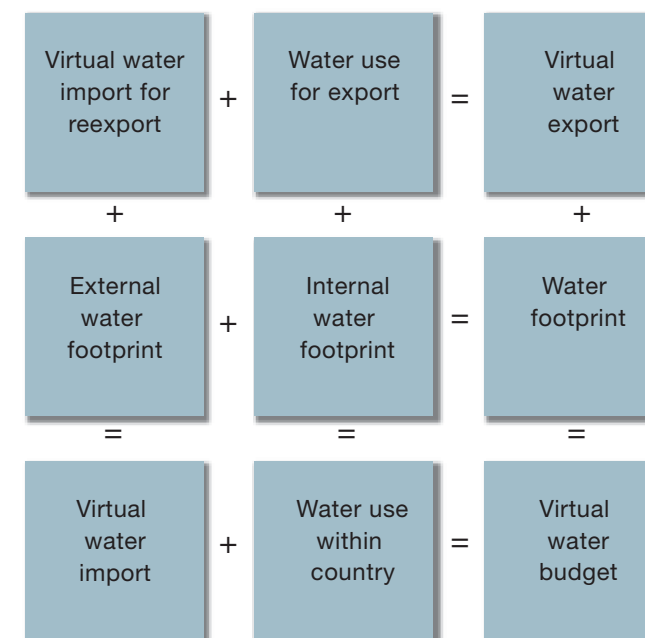 Virtual water
import for
reexport
+
Water use
for export
=
Virtual
water
export
+
+
+
External
water
footprint
+
Internal
water
footprint
=
Water
footprint
=
=
=
Virtual
water
import
+
Water use
within
country
=
Virtual
water
budget